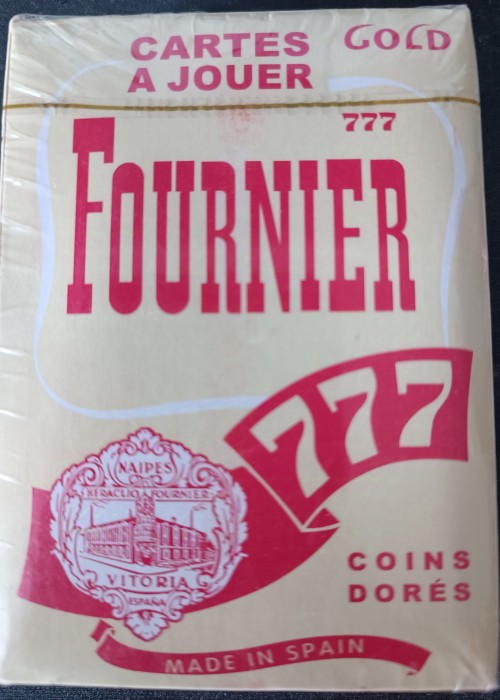 CARTES
A JOUER
GOLD
777
FOURNIER
777
NAIPES
HERACLIO FOURNIER
VITORIA
ESPAÑA
COINS
DORÉS
MADE IN SPAIN